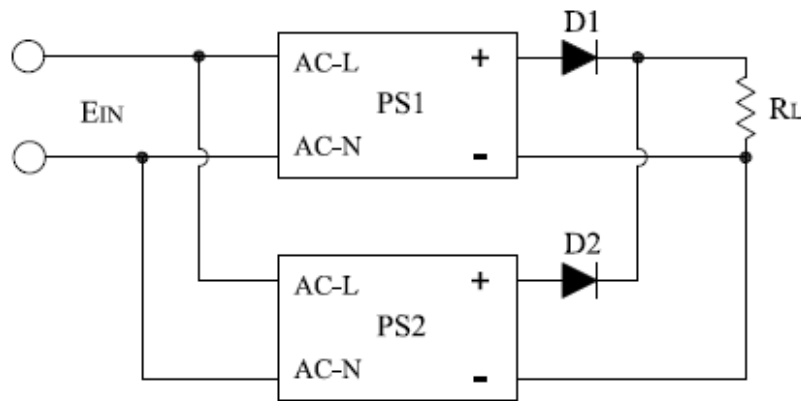 D1
AC-L +
EIN PS1 RL
AC-N -
D2
AC-L +
PS2
AC-N -